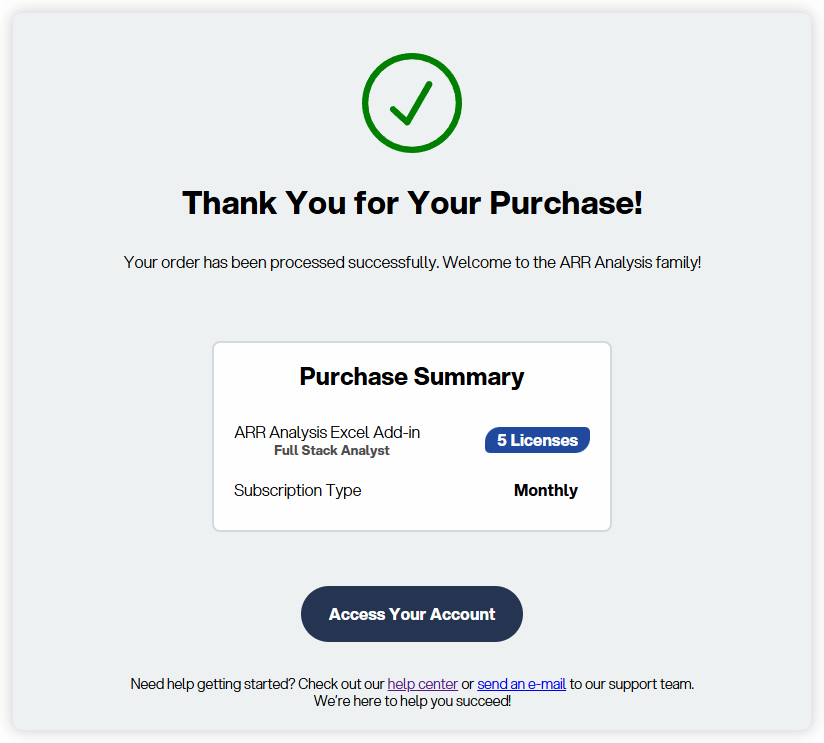 Thank You for Your Purchase!
Your order has been processed successfully. Welcome to the ARR Analysis family!
Purchase Summary
ARR Analysis Excel Add-in
Full Stack Analyst
5 Licenses
Subscription Type
Monthly
Access Your Account
Need help getting started? Check out our help center or send an e-mail to our support team.
We're here to help you succeed!